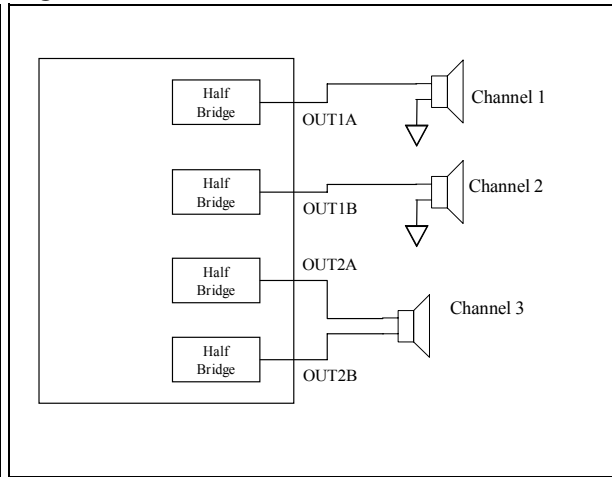 Half
Bridge
OUT1A
Channel 1
Half
Bridge
OUT1B
Channel 2
OUT2A
Half
Bridge
Channel 3
Half
Bridge
OUT2B